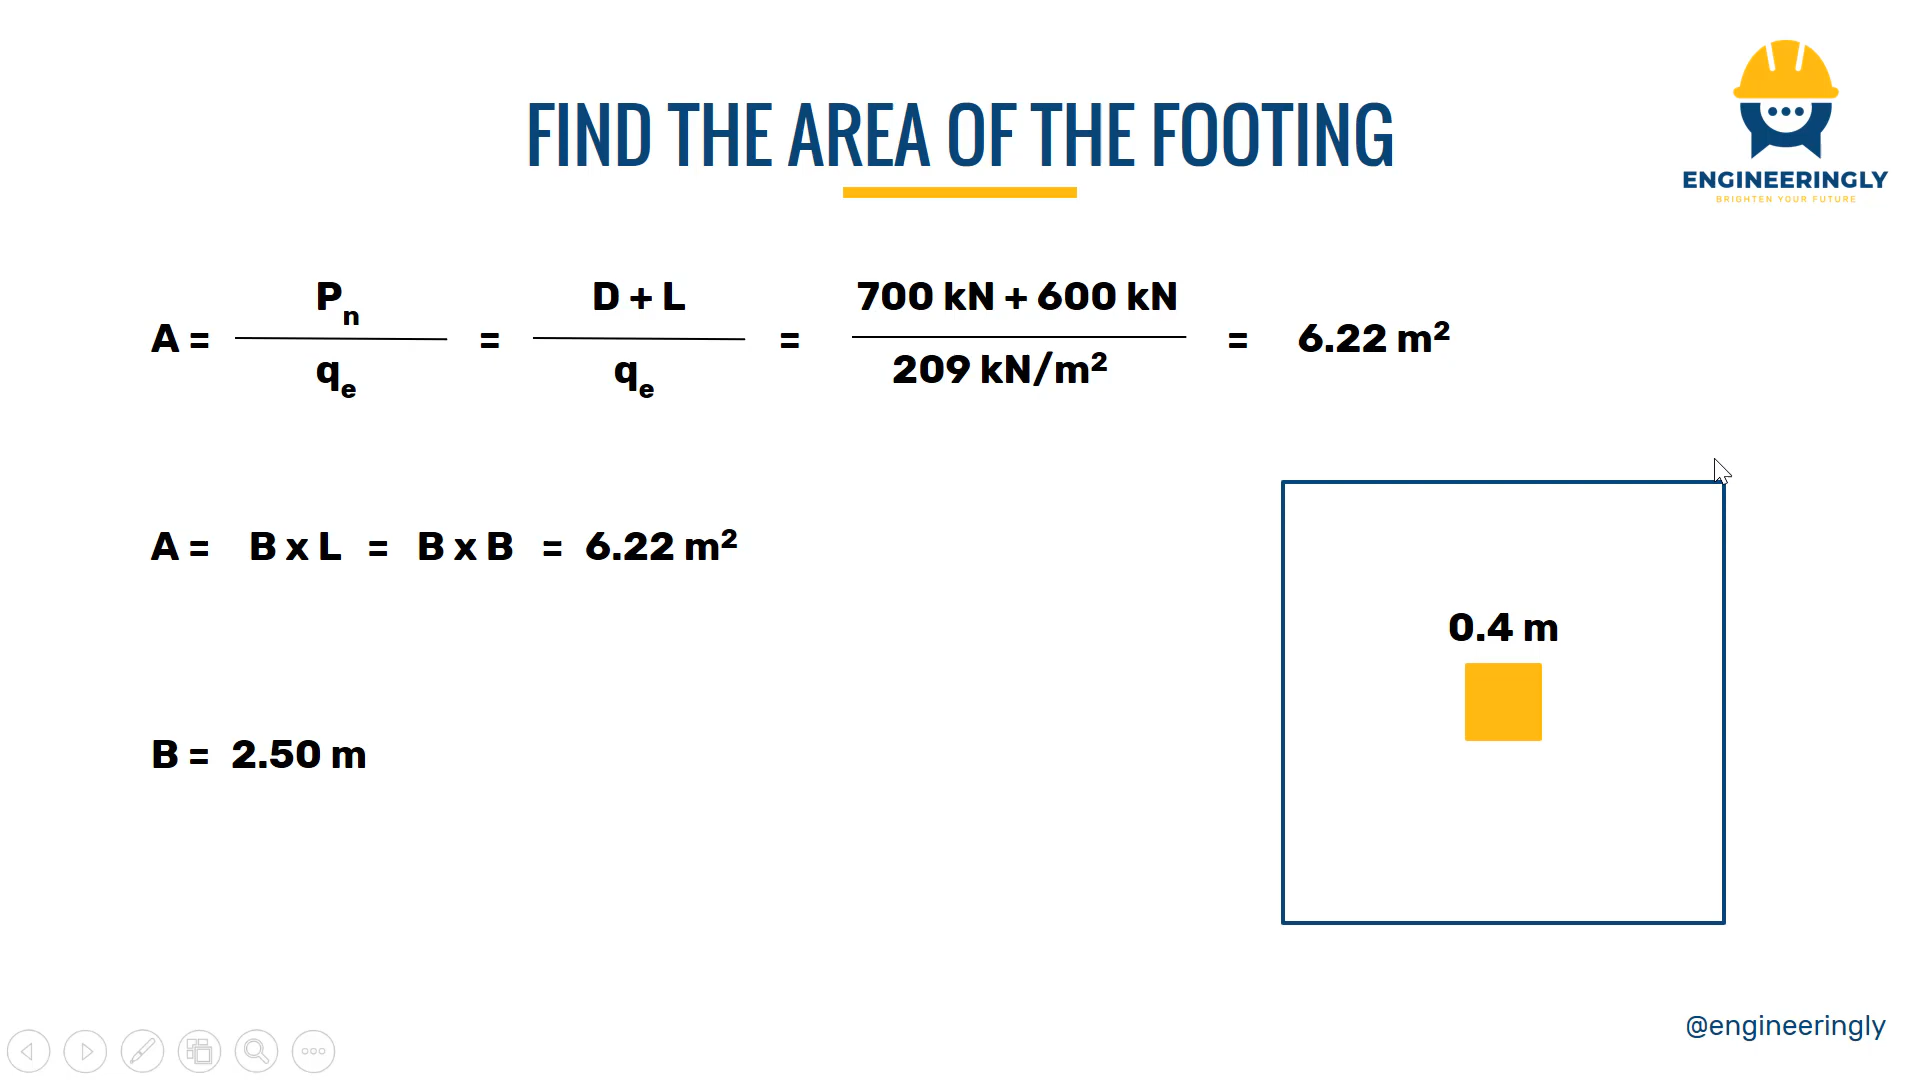 FIND THE AREA OF THE FOOTING
ENGINEERINGLY
BRIGHTEN YOUR FUTURE
A = Pₙ / qₑ = D + L / qₑ = 700 kN + 600 kN / 209 kN/m² = 6.22 m²
A = B x L = B x B = 6.22 m²
0.4 m
B = 2.50 m
@engineeringly